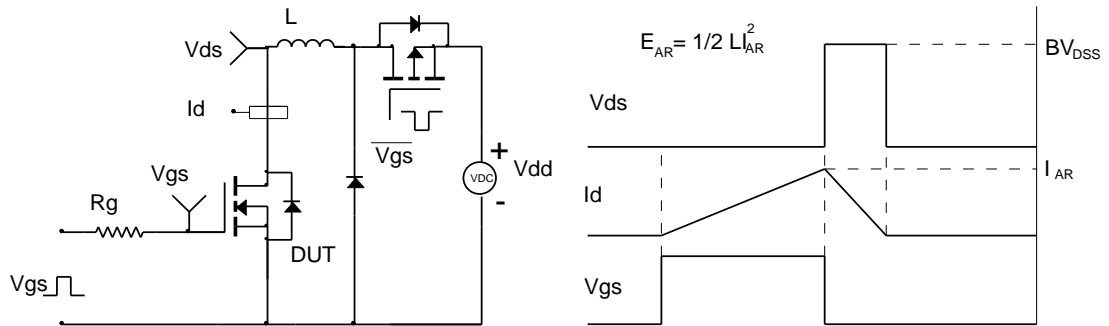 L
Vds
Id
Vgs
Vgs
+
VDC
Vdd
-
Rg
DUT
Vgs
E_AR = 1/2 LI²_AR
BV_DSS
Vds
I_AR
Id
Vgs